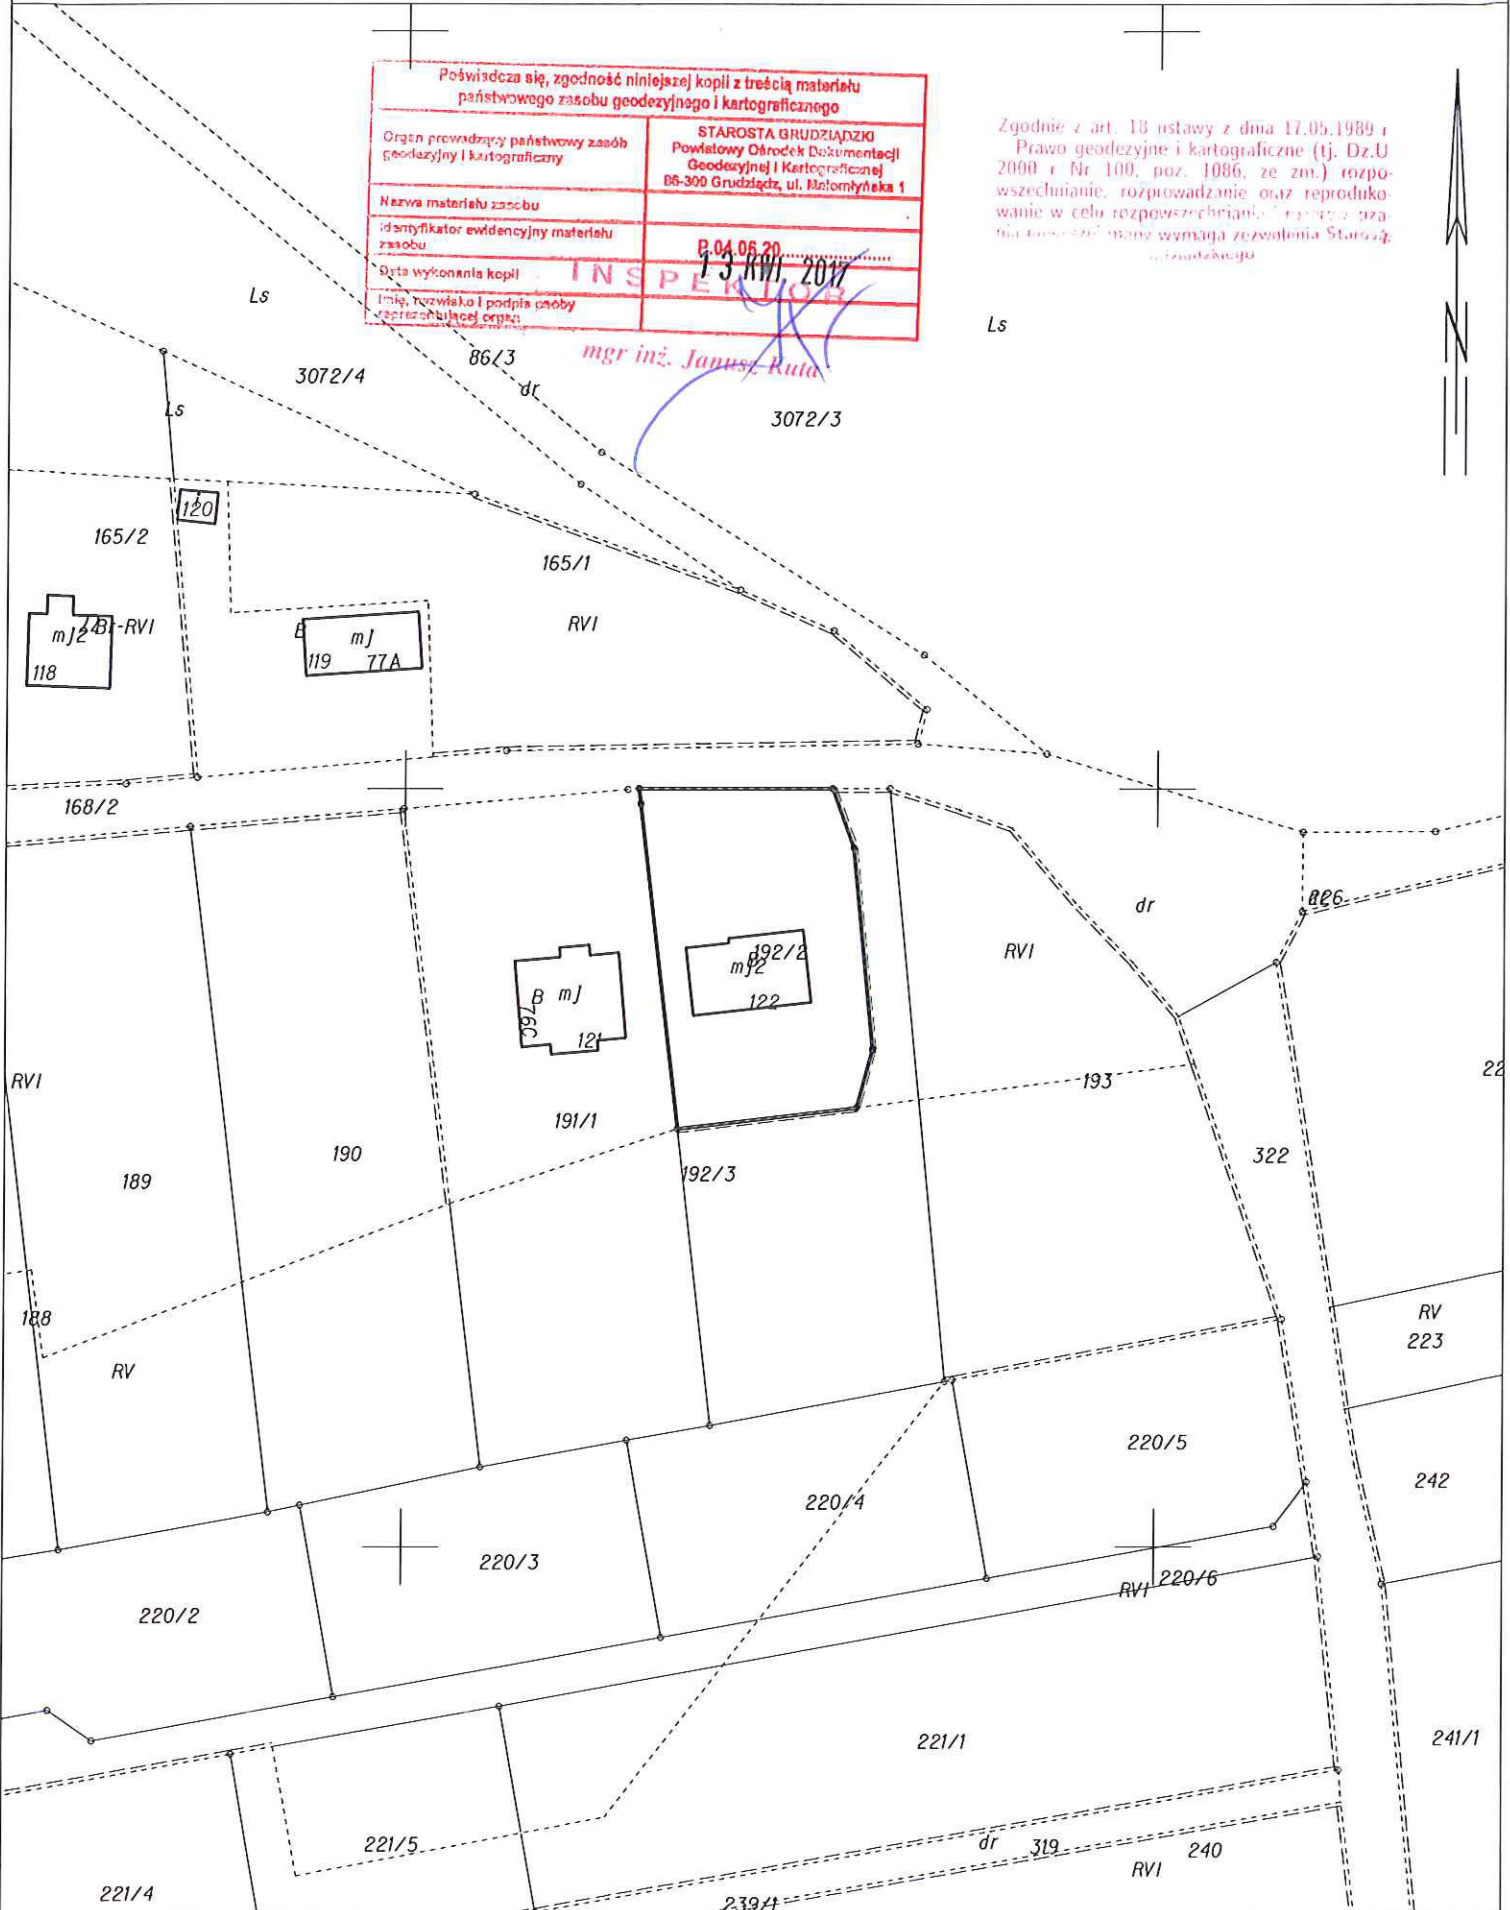 Poświadcza się, zgodność niniejszej kopii z treścią materiału
państwowego zasobu geodezyjnego i kartograficznego
Organ prowadzący państwowy zasób
geodezyjny i kartograficzny
STAROSTA GRUDZIĄDZKI
Powiatowy Ośrodek Dokumentacji
Geodezyjnej i Kartograficznej
86-300 Grudziądz, ul. Małomłyńska 1
Nazwa materiału zasobu
Identyfikator ewidencyjny materiału
zasobu
P.04.06.20....................
Data wykonania kopii
13 KWI. 2017
INSPEKTOR
Imię, nazwisko i podpis osoby
reprezentującej organ
mgr inż. Janusz Kuta
Zgodnie z art. 18 ustawy z dnia 17.05.1989 r
Prawo geodezyjne i kartograficzne (tj. Dz.U
2000 r Nr 100, poz. 1086, ze zm.) rozpo-
wszechnianie, rozprowadzanie oraz reproduko-
wanie w celu rozpowszechniania
mapy wymaga zezwolenia
N
Ls
Ls
86/3
3072/4
dr
Ls
3072/3
120
165/2
165/1
RVI
mj2
Br-RVI
118
B
mj
119
77A
168/2
dr
226
RVI
192/2
B
mj2
122
B
mj
76C
121
RVI
193
22
191/1
190
322
189
192/3
188
RV
223
RV
220/5
242
220/4
220/3
RVI
220/6
220/2
221/1
241/1
221/5
dr
319
240
RVI
221/4
239/1